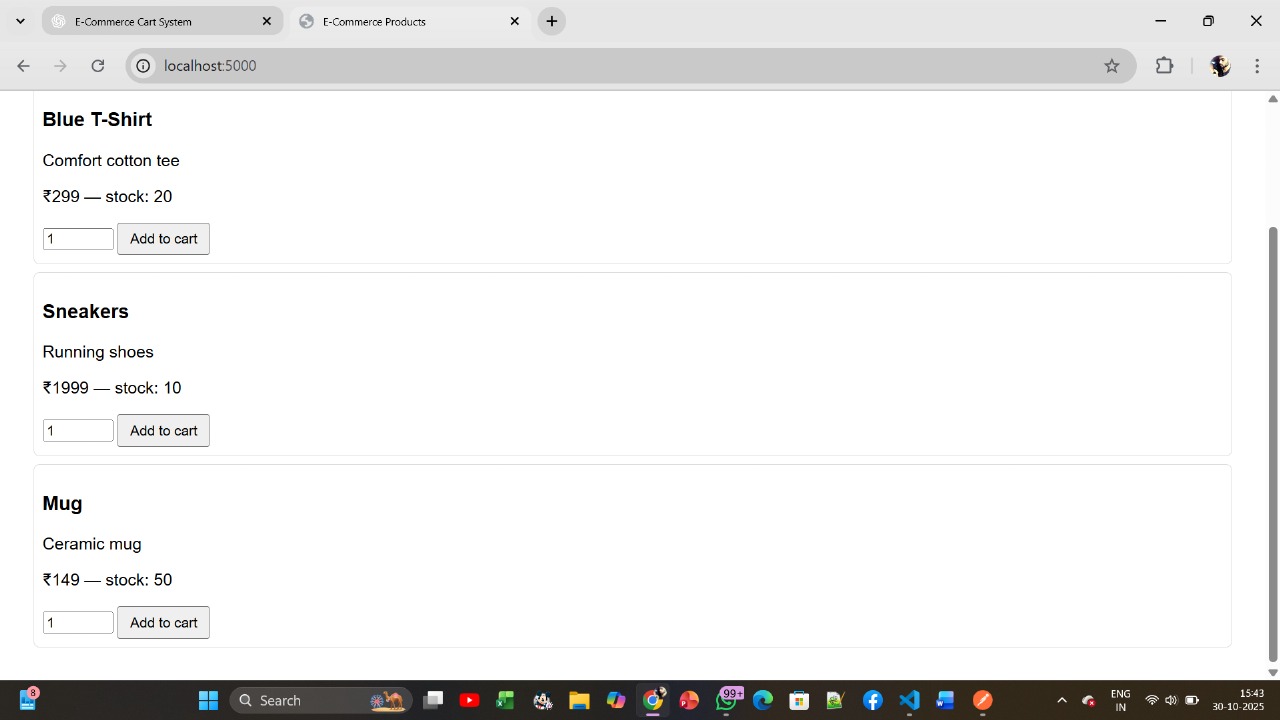 E-Commerce Cart System
E-Commerce Products
localhost:5000
Blue T-Shirt
Comfort cotton tee
₹299 — stock: 20
1 Add to cart
Sneakers
Running shoes
₹1999 — stock: 10
1 Add to cart
Mug
Ceramic mug
₹149 — stock: 50
1 Add to cart
8
Search
99+
ENG
IN
15:43
30-10-2025